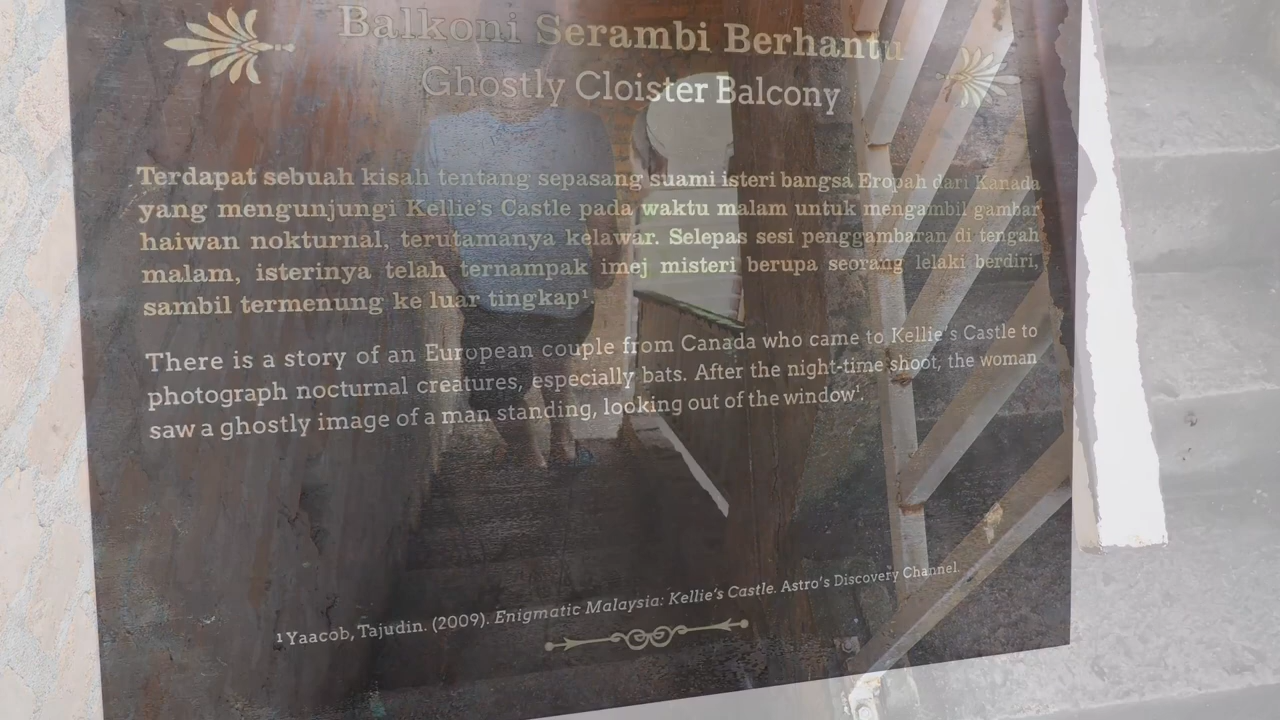 Balkoni Serambi Berhantu
Ghostly Cloister Balcony
Terdapat sebuah kisah tentang sepasang suami isteri bangsa Eropah dari Kanada
yang mengunjungi Kellie's Castle pada waktu malam untuk mengambil gambar
haiwan nokturnal, terutamanya kelawar. Selepas sesi penggambaran di tengah
malam, isterinya telah ternampak imej misteri berupa seorang lelaki berdiri,
sambil termenung ke luar tingkap¹.
There is a story of an European couple from Canada who came to Kellie's Castle to
photograph nocturnal creatures, especially bats. After the night-time shoot, the woman
saw a ghostly image of a man standing, looking out of the window¹.
¹ Yaacob, Tajudin. (2009). Enigmatic Malaysia: Kellie's Castle. Astro's Discovery Channel.